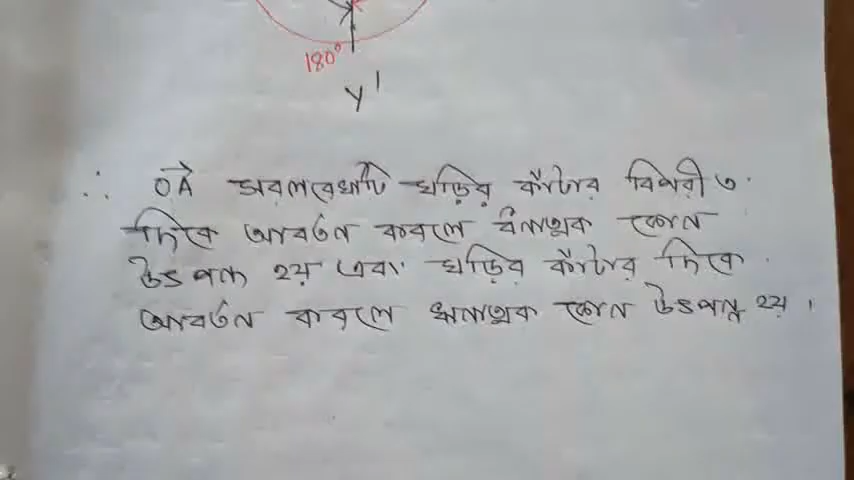 180°
Y'
∴ OA⃗ সরলরেখাটি ঘড়ির কাঁটার বিপরীত
দিকে আবর্তন করলে ধনাত্মক কোন
উৎপন্ন হয় এবং ঘড়ির কাঁটার দিকে
আবর্তন করলে ঋনাত্মক কোন উৎপন্ন হয়।